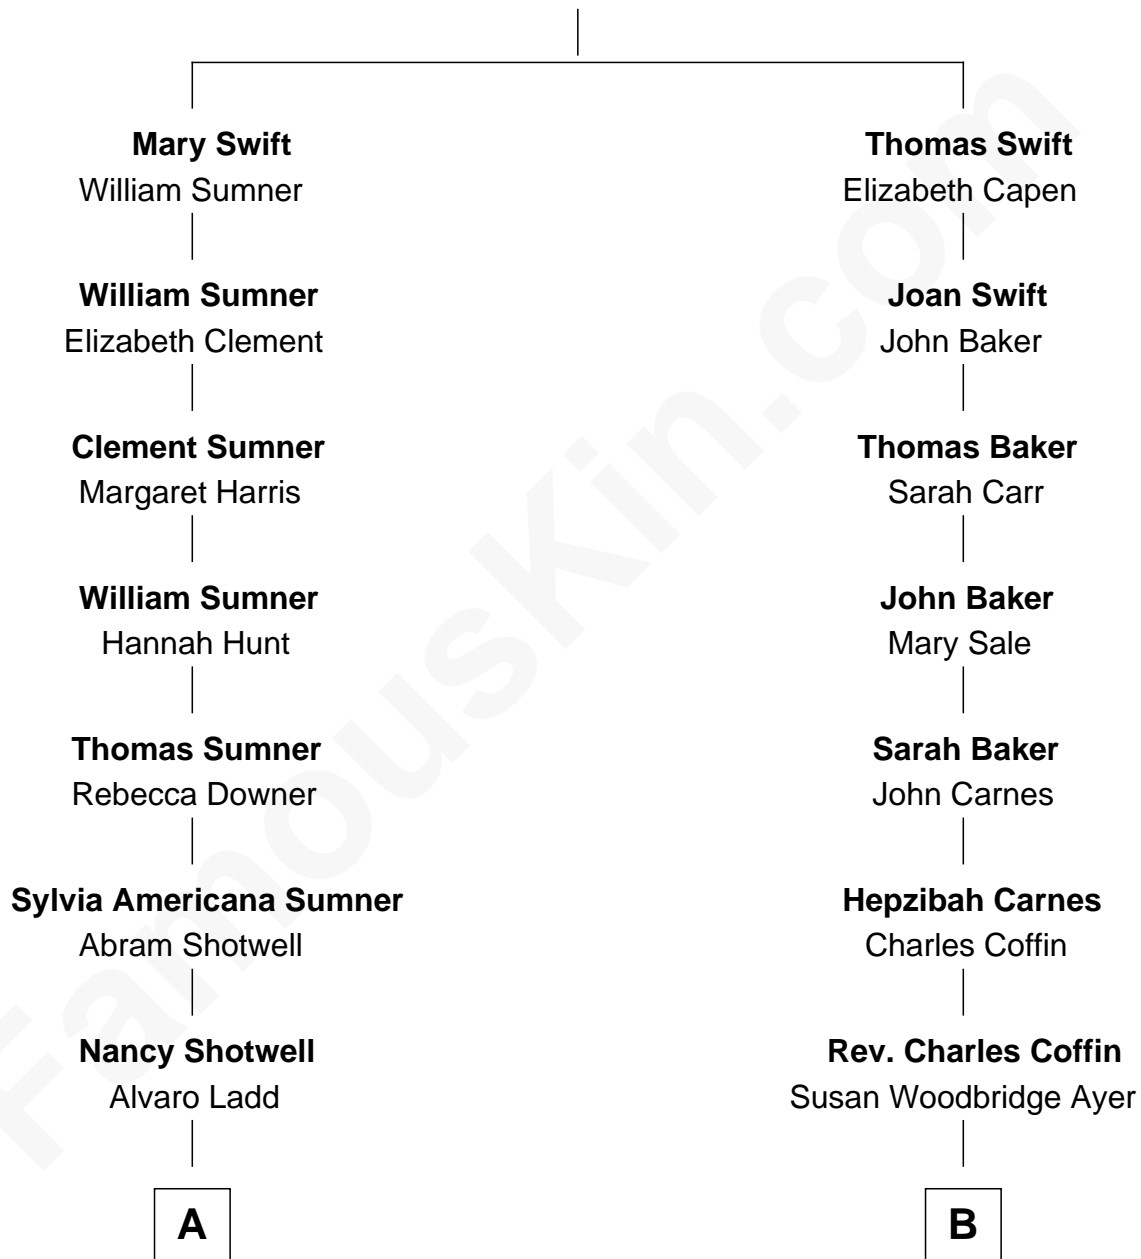 Mary Swift
William Sumner
William Sumner
Elizabeth Clement
Clement Sumner
Margaret Harris
William Sumner
Hannah Hunt
Thomas Sumner
Rebecca Downer
Sylvia Americana Sumner
Abram Shotwell
Nancy Shotwell
Alvaro Ladd
A
Thomas Swift
Elizabeth Capen
Joan Swift
John Baker
Thomas Baker
Sarah Carr
John Baker
Mary Sale
Sarah Baker
John Carnes
Hepzibah Carnes
Charles Coffin
Rev. Charles Coffin
Susan Woodbridge Ayer
B
FamousKin.com